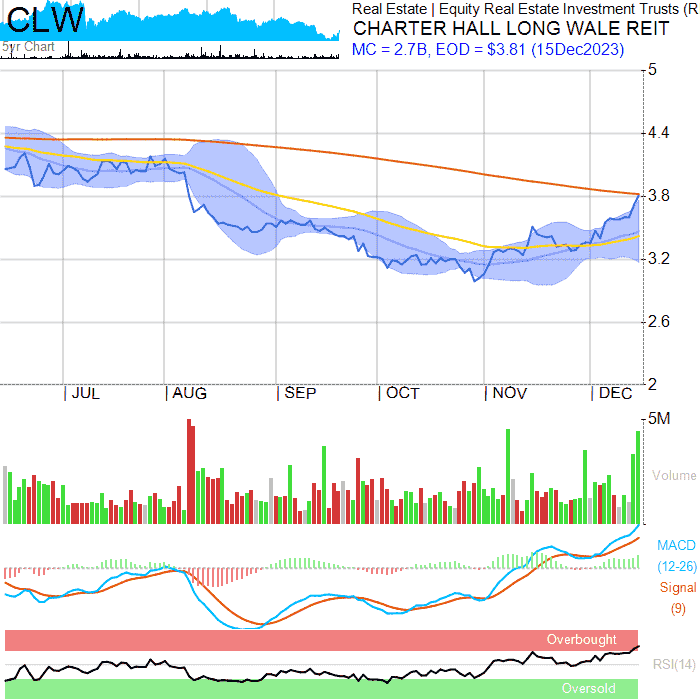 CLW
5yr Chart
Real Estate | Equity Real Estate Investment Trusts (R
CHARTER HALL LONG WALE REIT
MC = 2.7B, EOD = $3.81 (15Dec2023)
5
4.4
3.8
3.2
2.6
2
JUL AUG SEP OCT NOV DEC
5M
Volume
MACD
(12-26)
Signal
(9)
Overbought
RSI(14)
Oversold